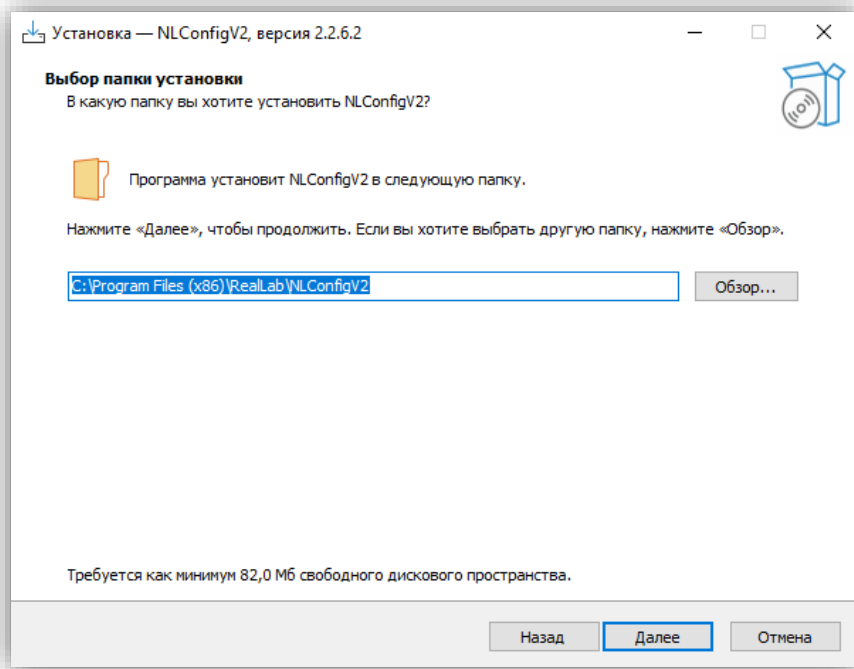 Установка — NLConfigV2, версия 2.2.6.2
Выбор папки установки
В какую папку вы хотите установить NLConfigV2?
Программа установит NLConfigV2 в следующую папку.
Нажмите «Далее», чтобы продолжить. Если вы хотите выбрать другую папку, нажмите «Обзор».
C:\Program Files (x86)\RealLab\NLConfigV2
Обзор...
Требуется как минимум 82,0 Мб свободного дискового пространства.
Назад Далее Отмена